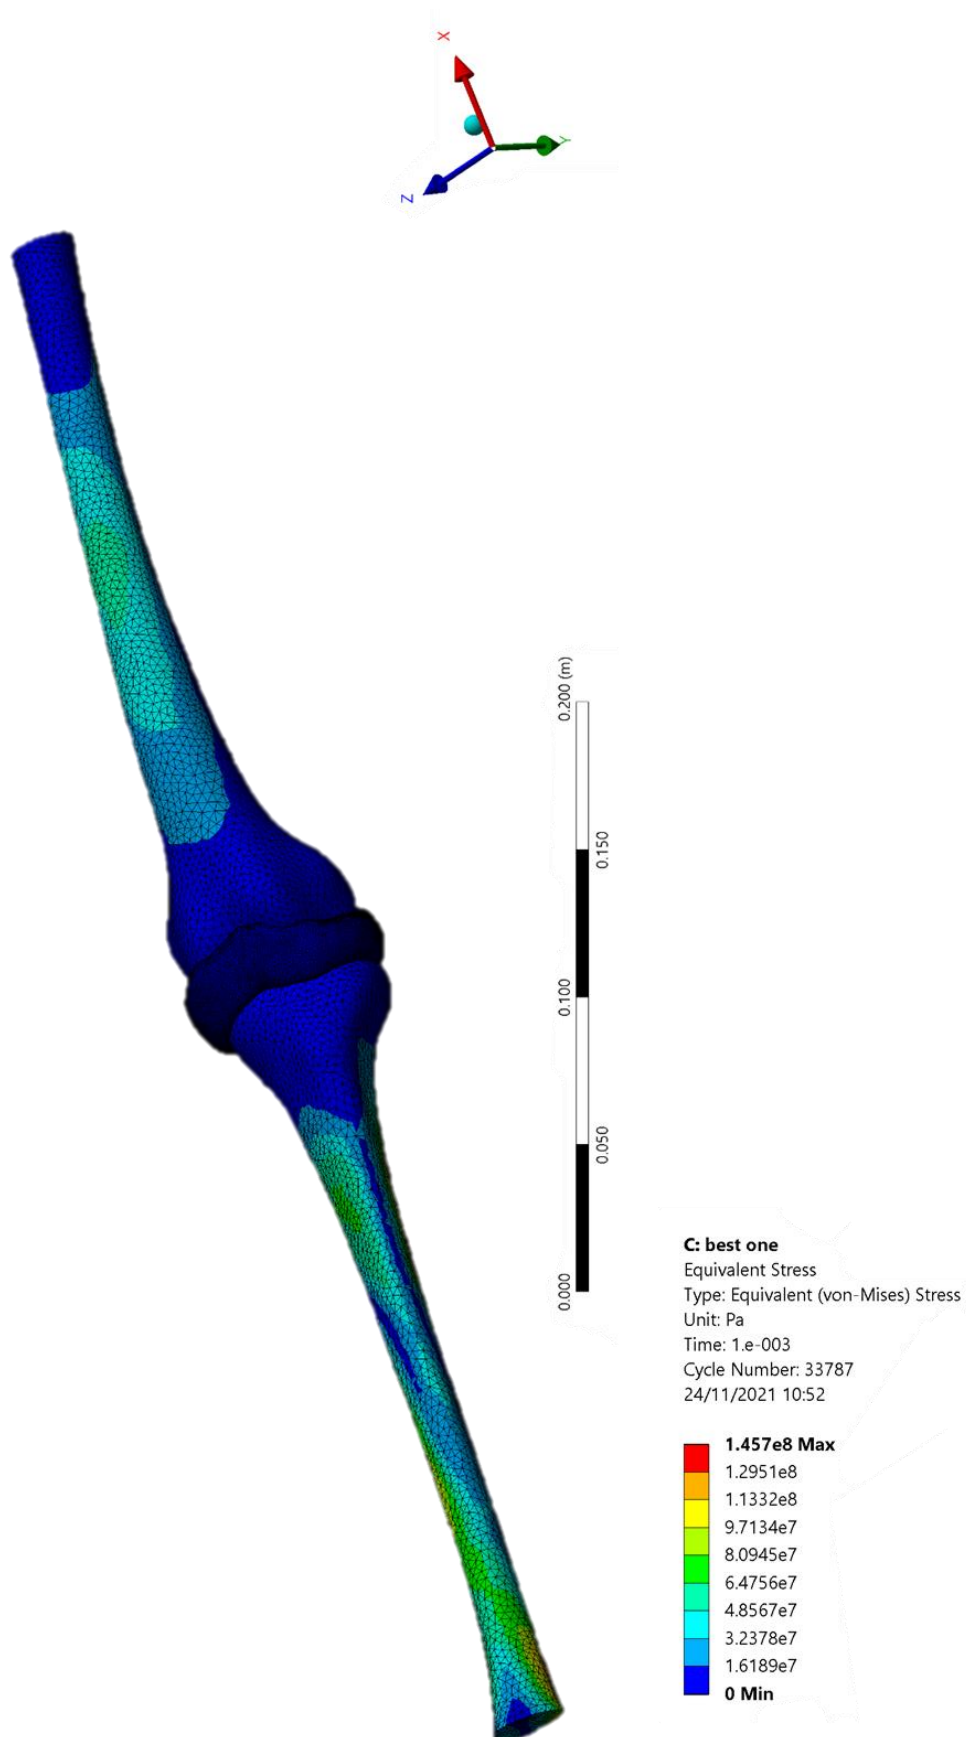 X
Y
Z
0.200 (m)
0.150
0.100
0.050
0.000
C: best one
Equivalent Stress
Type: Equivalent (von-Mises) Stress
Unit: Pa
Time: 1.e-003
Cycle Number: 33787
24/11/2021 10:52
1.457e8 Max
1.2951e8
1.1332e8
9.7134e7
8.0945e7
6.4756e7
4.8567e7
3.2378e7
1.6189e7
0 Min